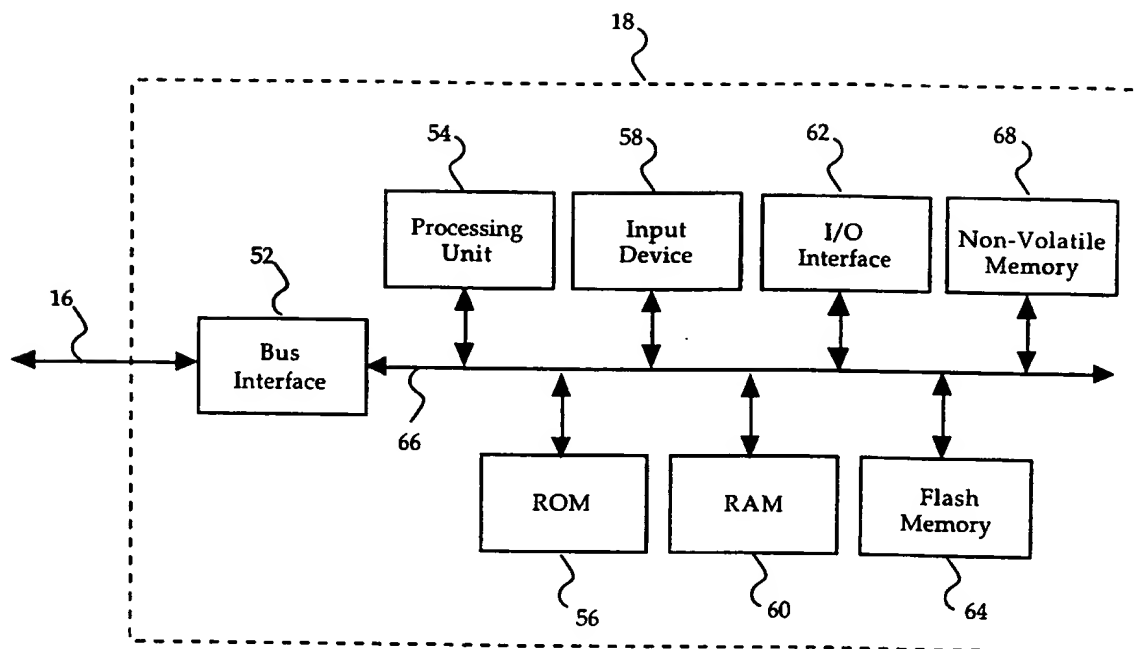 18
54
58
62
68
Processing
Unit
Input
Device
I/O
Interface
Non-Volatile
Memory
52
16
Bus
Interface
66
ROM
RAM
Flash
Memory
56
60
64